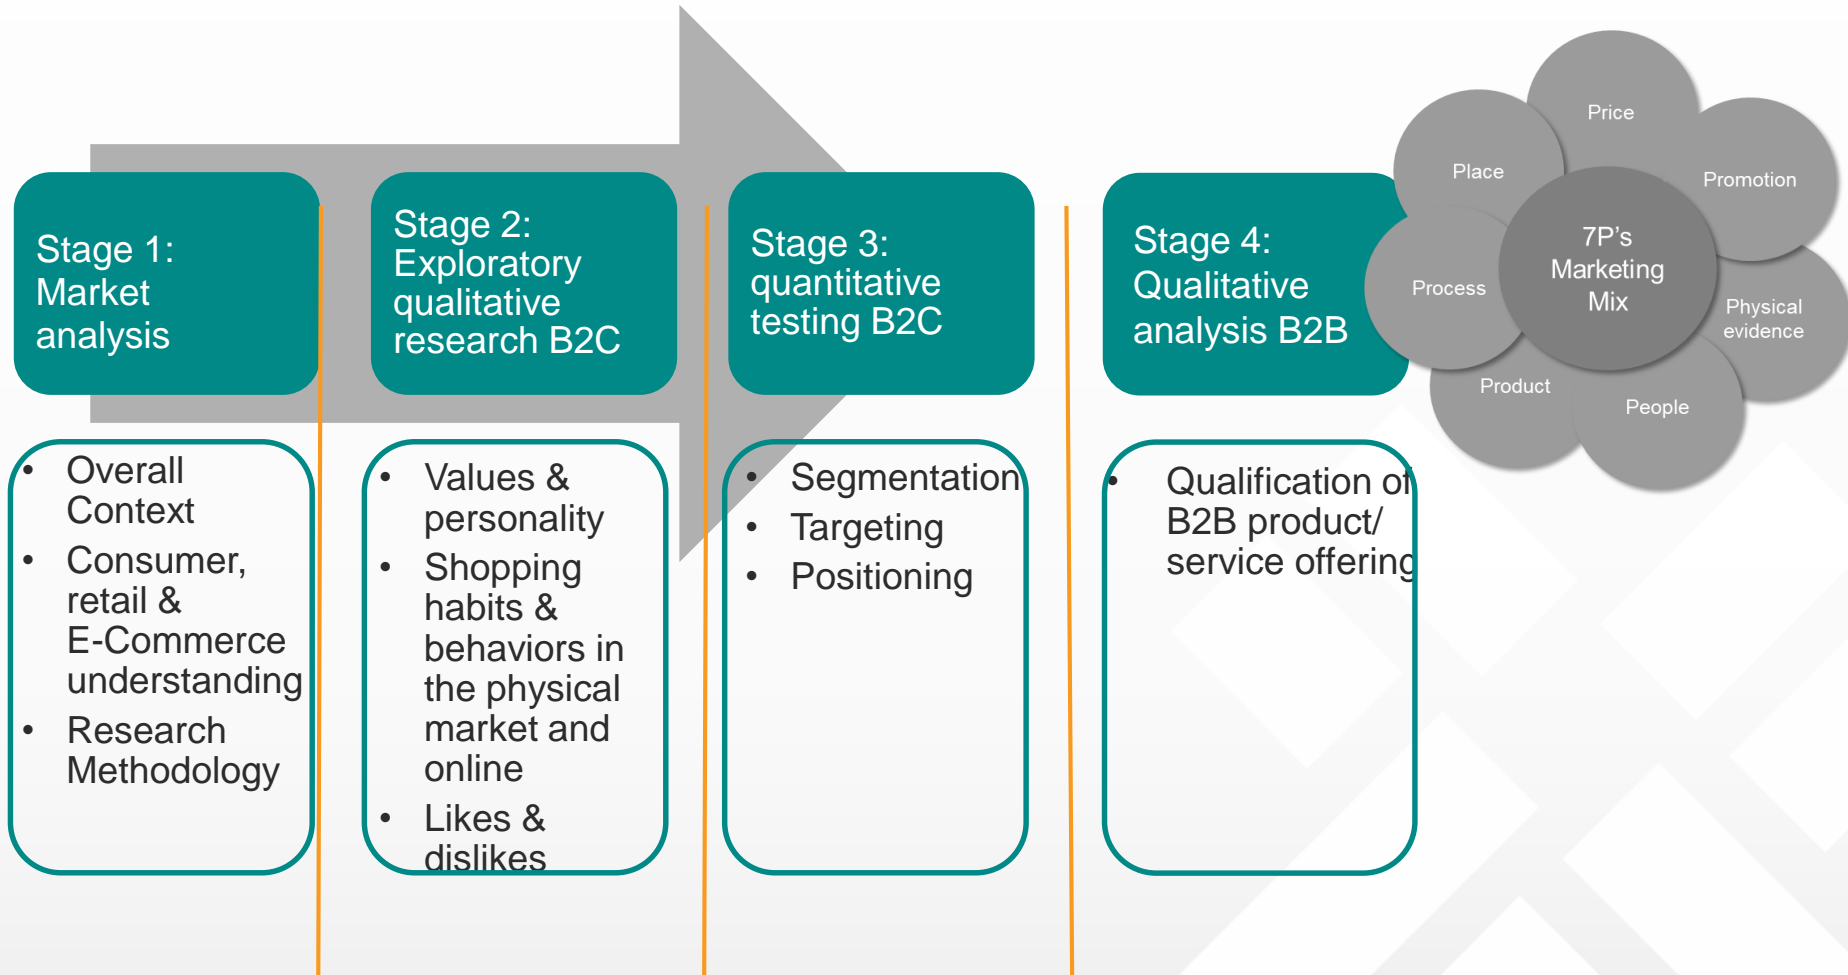 Stage 1:
Market
analysis
Stage 2:
Exploratory
qualitative
research B2C
Stage 3:
quantitative
testing B2C
Stage 4:
Qualitative
analysis B2B
• Overall
Context
• Consumer,
retail &
E-Commerce
understanding
• Research
Methodology
• Values &
personality
• Shopping
habits &
behaviors in
the physical
market and
online
• Likes &
dislikes
• Segmentation
• Targeting
• Positioning
• Qualification of
B2B product/
service offering
Price
Place
Promotion
7P's
Marketing
Mix
Process
Physical
evidence
Product
People